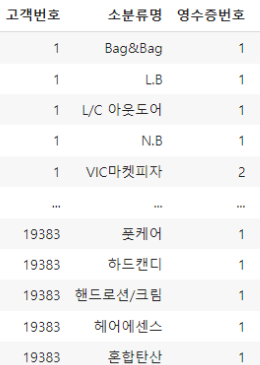 고객번호 소분류명 영수증번호
1 Bag&Bag 1
1 L.B 1
1 L/C 아웃도어 1
1 N.B 1
1 VIC마켓피자 2
... ... ...
19383 풋케어 1
19383 하드캔디 1
19383 핸드로션/크림 1
19383 헤어에센스 1
19383 혼합탄산 1